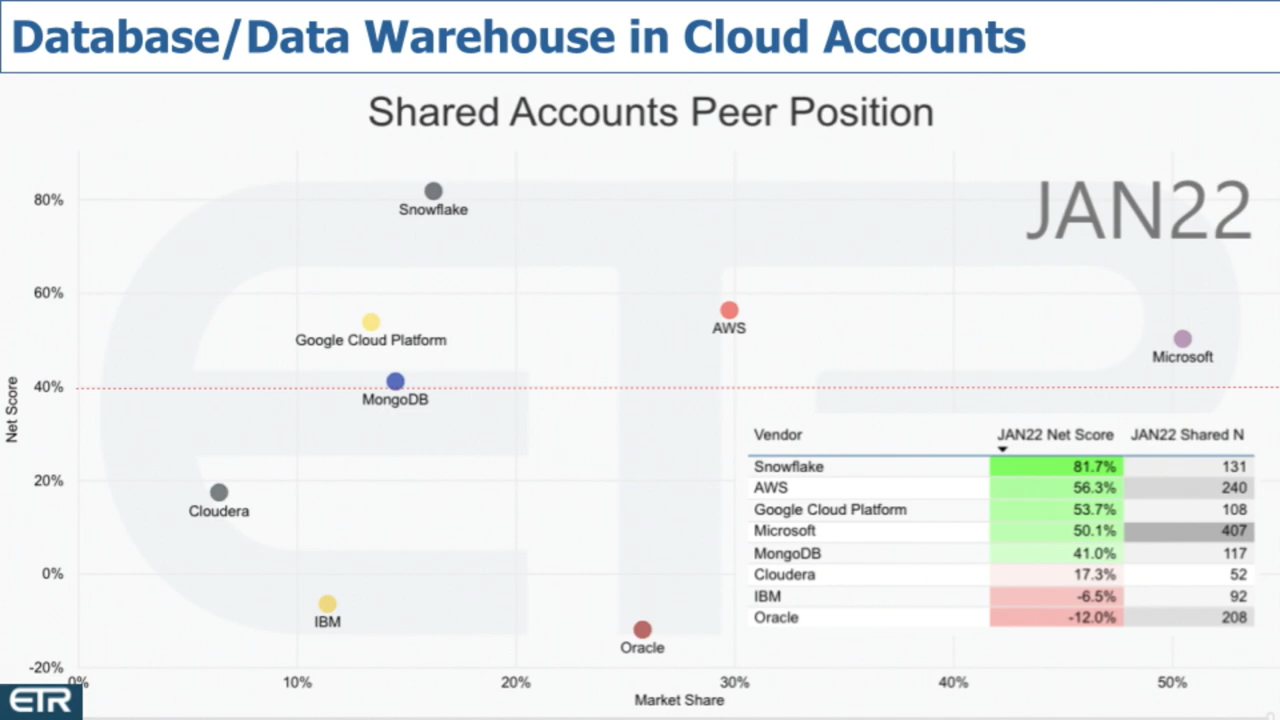 Database/Data Warehouse in Cloud Accounts
Shared Accounts Peer Position
JAN22
80%
60%
40%
20%
0%
-20%
Net Score
Snowflake
Google Cloud Platform
AWS
Microsoft
MongoDB
Cloudera
IBM
Oracle
Vendor JAN22 Net Score JAN22 Shared N
Snowflake 81.7% 131
AWS 56.3% 240
Google Cloud Platform 53.7% 108
Microsoft 50.1% 407
MongoDB 41.0% 117
Cloudera 17.3% 52
IBM -6.5% 92
Oracle -12.0% 208
0% 10% 20% 30% 40% 50%
Market Share
ETR